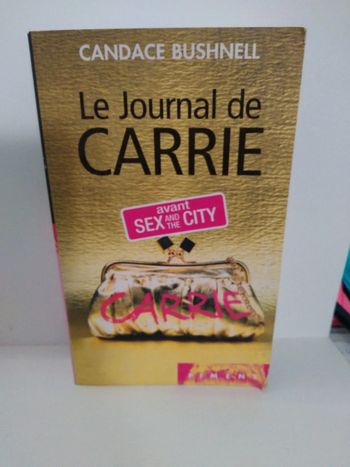 CANDACE BUSHNELL
Le Journal de
CARRIE
avant
SEX AND THE CITY
CARRIE